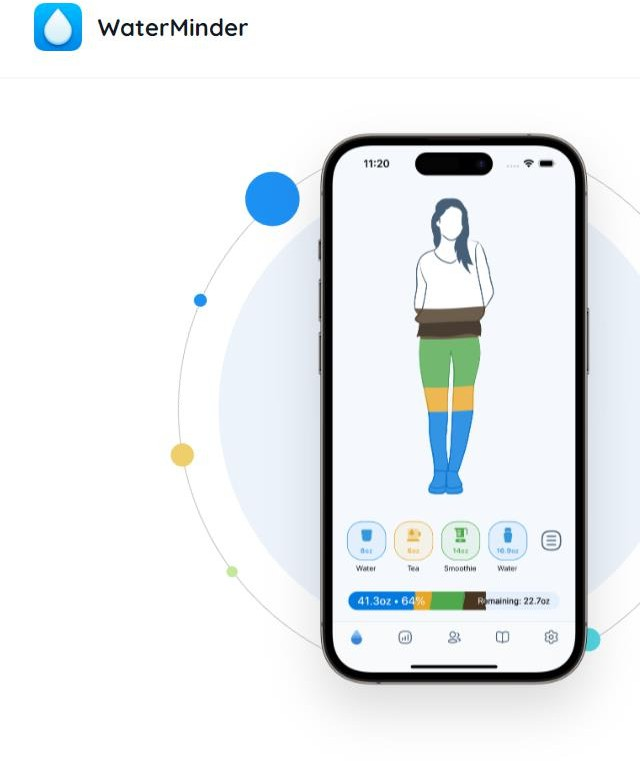 WaterMinder
11:20
8oz 8oz 14oz 16.9oz
Water Tea Smoothie Water
41.3oz • 64% Remaining: 22.7oz